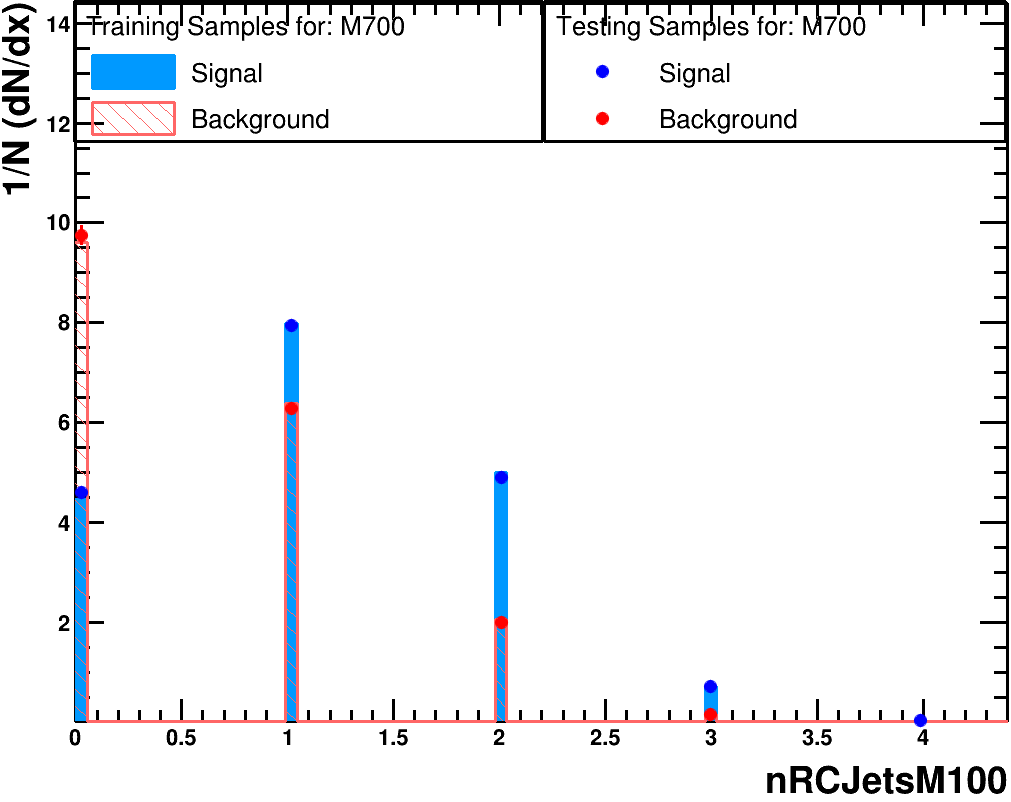 Training Samples for: M700
Signal
Background
Testing Samples for: M700
Signal
Background
1/N (dN/dx)
14
12
10
8
6
4
2
0 0.5 1 1.5 2 2.5 3 3.5 4
nRCJetsM100